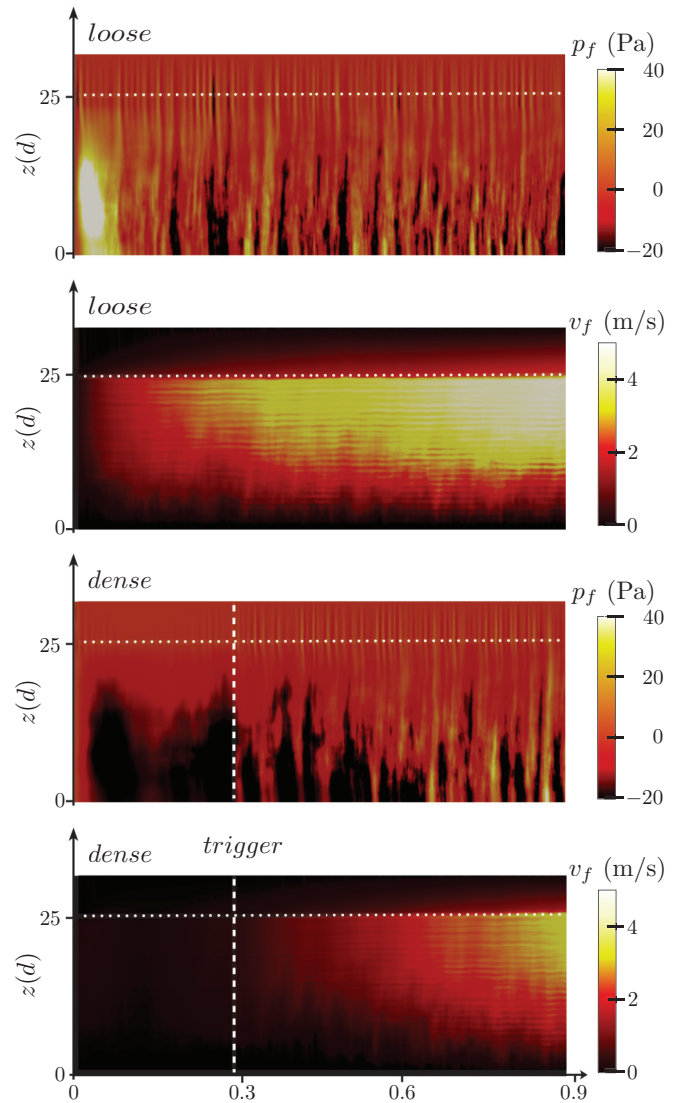 loose
p_f (Pa)
40
25
20
z(d)
0
0
−20
loose
v_f (m/s)
25
4
z(d)
2
0
0
dense
p_f (Pa)
40
25
20
z(d)
0
0
−20
dense
trigger
v_f (m/s)
25
4
z(d)
2
0
0
0
0.3
0.6
0.9